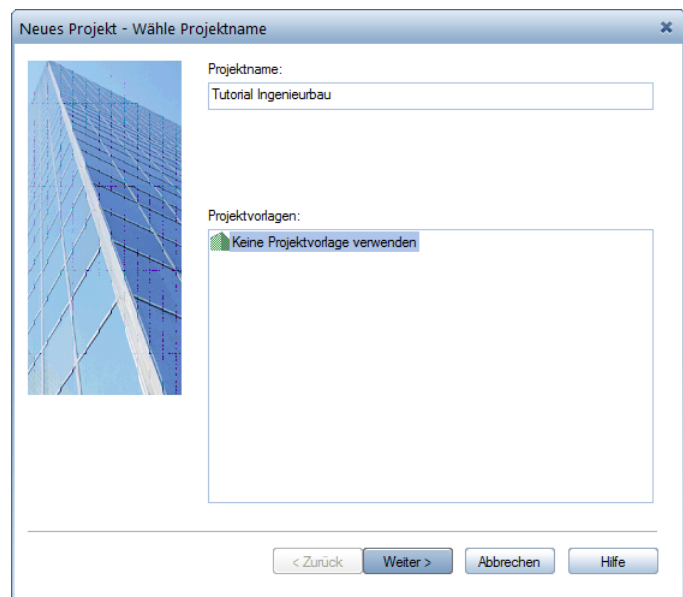 Neues Projekt - Wähle Projektname
Projektname:
Tutorial Ingenieurbau
Projektvorlagen:
Keine Projektvorlage verwenden
< Zurück
Weiter >
Abbrechen
Hilfe